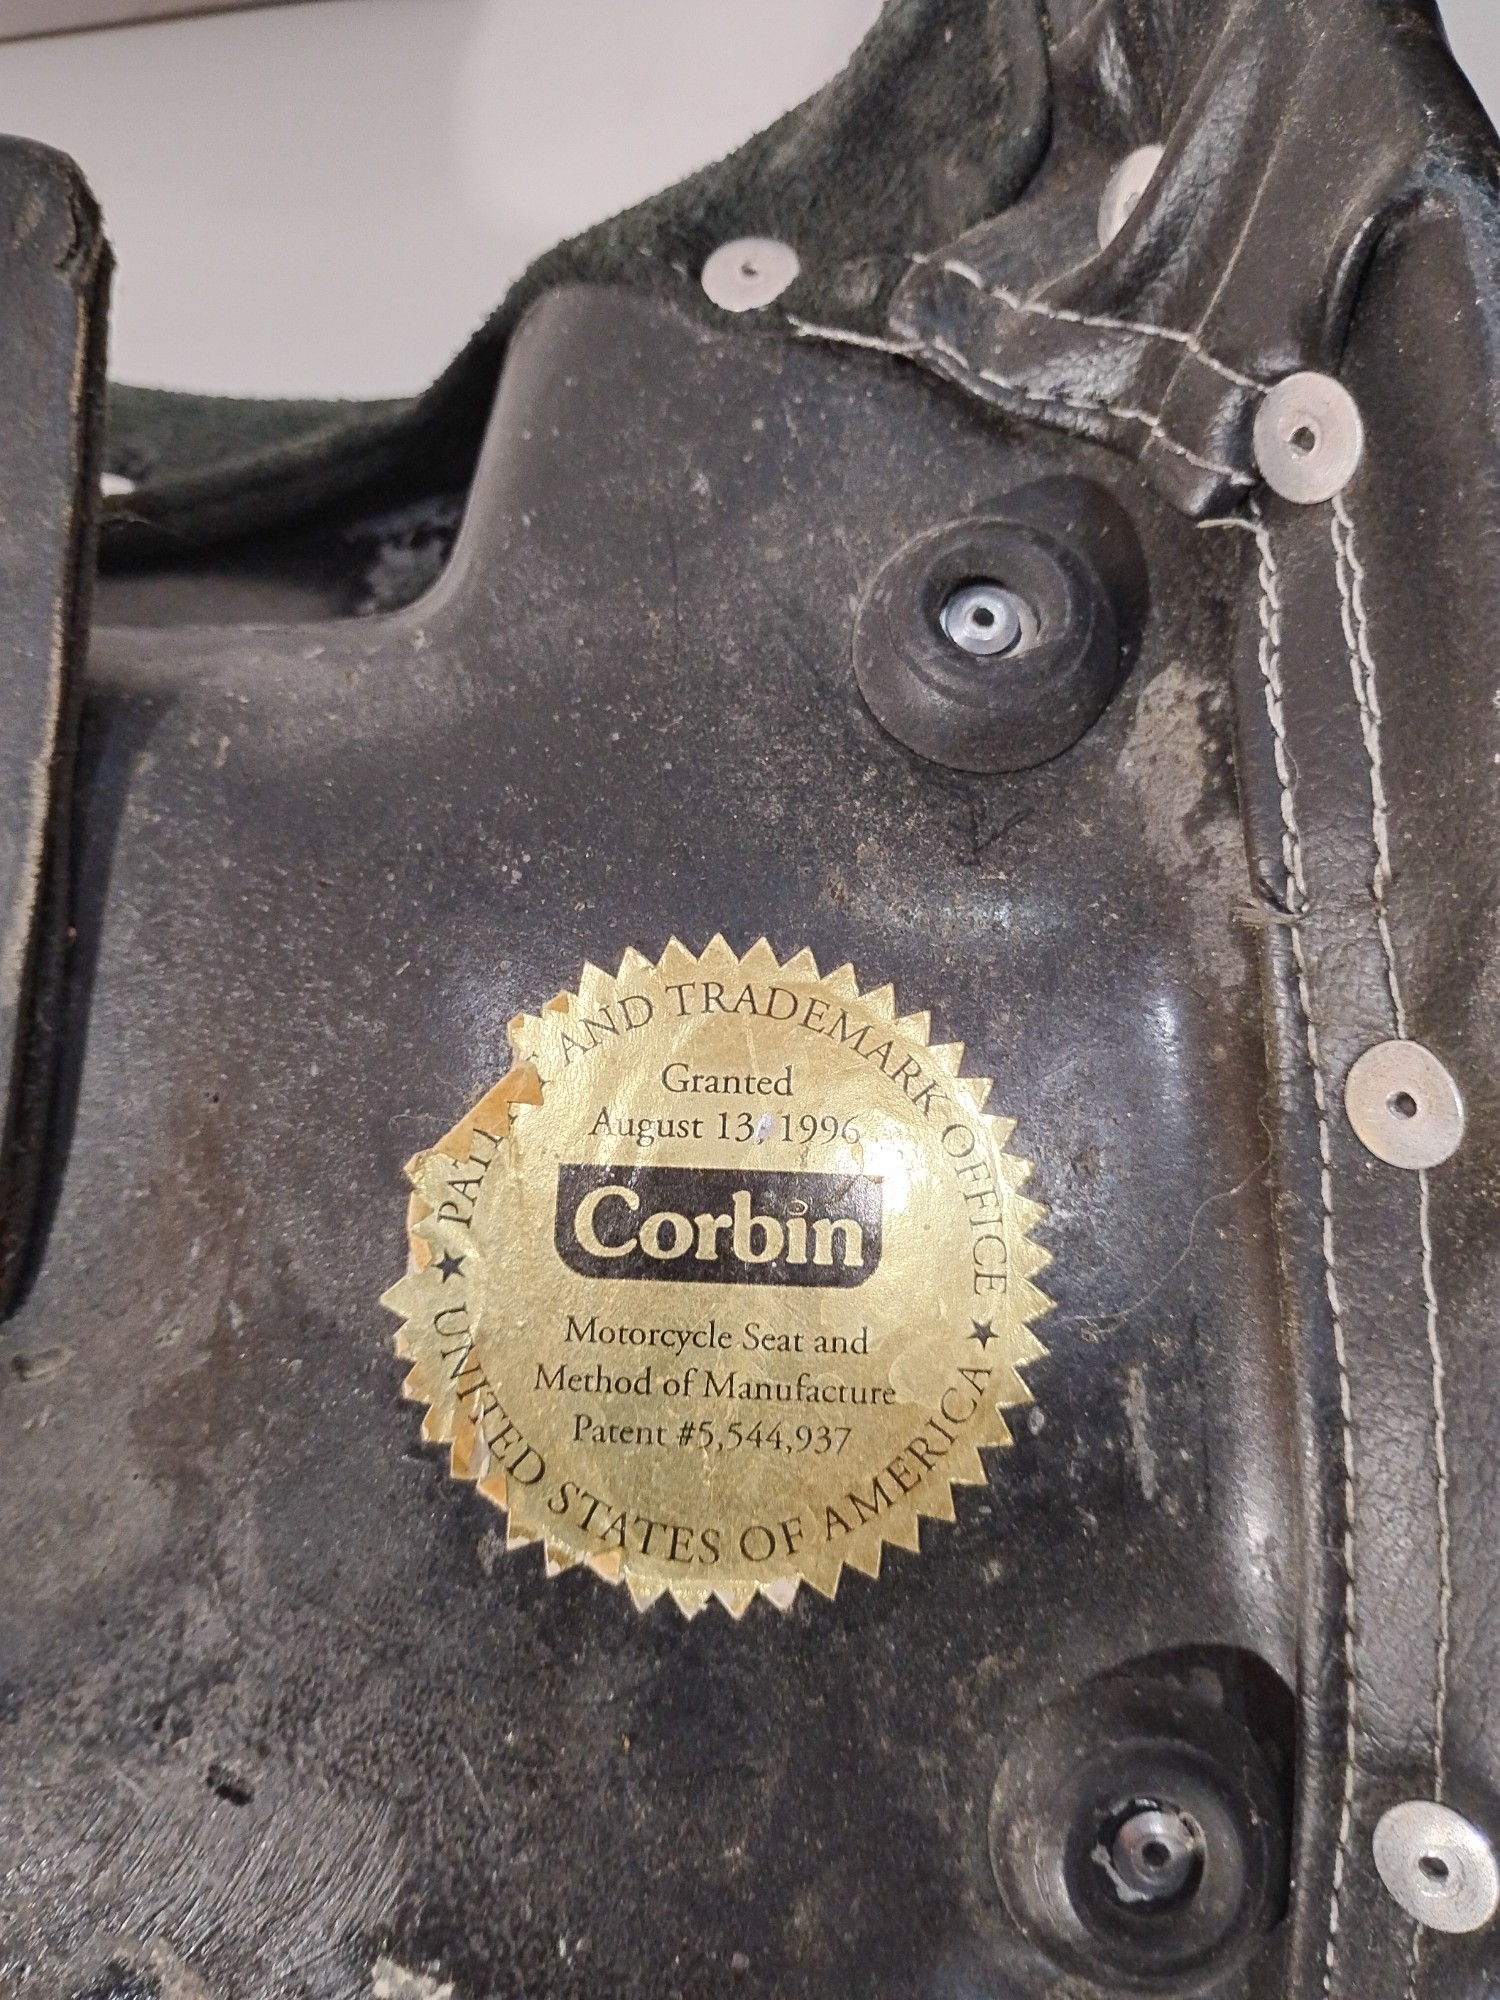 AND TRADEMARK OFFICE ★
Granted
August 13, 1996
Corbin
Motorcycle Seat and
Method of Manufacture
Patent #5,544,937
★ UNITED STATES OF AMERICA